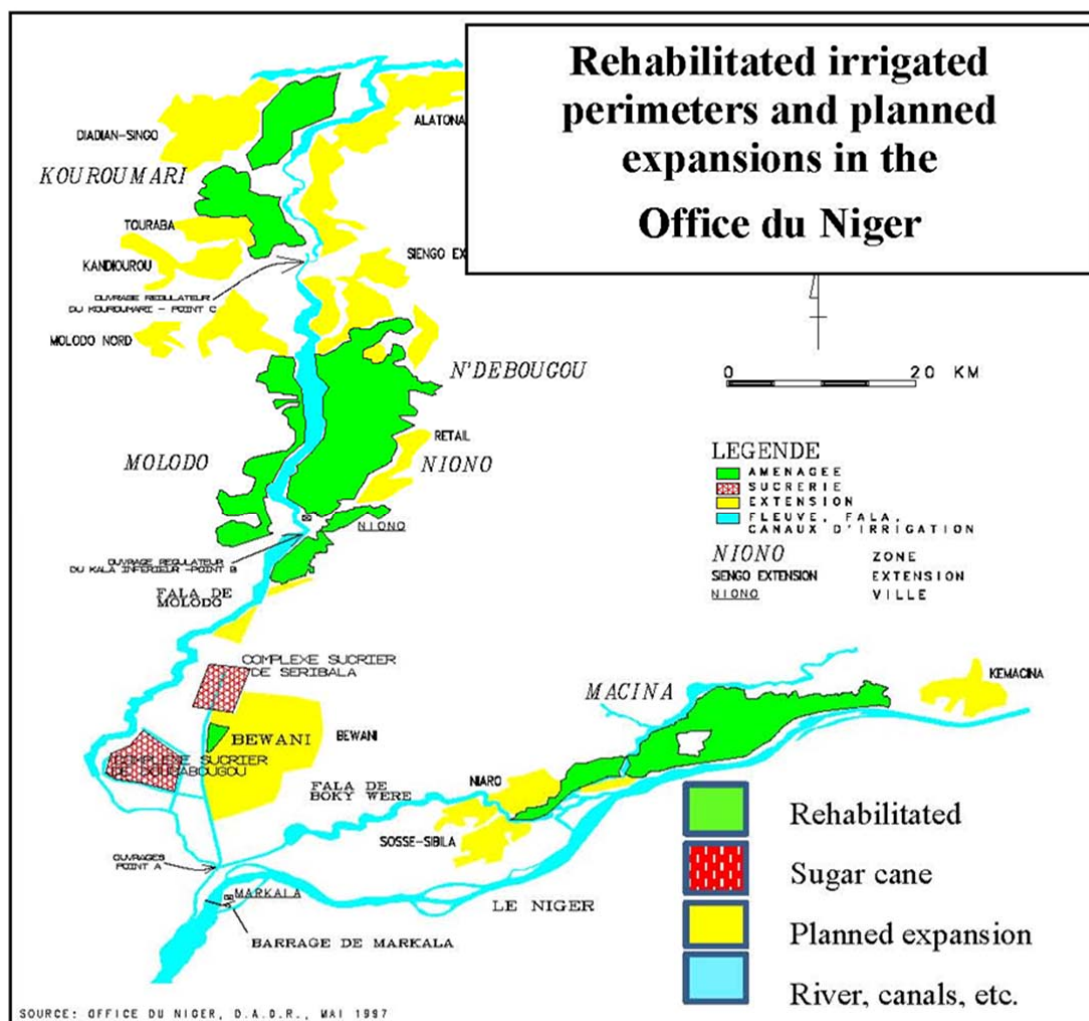 Rehabilitated irrigated
perimeters and planned
expansions in the
Office du Niger
ALATONA
DIADIAN-SINGO
KOUROUMARI
TOURABA
KANDIOUROU
SIENGO EX
OUVRAGE REGULATEUR
DU KOUROUMARI - POINT C
MOLODO NORD
N'DEBOUGOU
0 20 KM
RETAIL
NIONO
MOLODO
LEGENDE
AMENAGEE
SUCRERIE
EXTENSION
FLEUVE, FALA,
CANAUX D'IRRIGATION
NIONO ZONE
SIENGO EXTENSION EXTENSION
NIONO VILLE
NIONO
OUVRAGE REGULATEUR
DU KALA INFERIEUR -POINT B
FALA DE
MOLODO
COMPLEXE SUCRIER
DE SERIBALA
MACINA
KEMACINA
BEWANI
BEWANI
COMPLEXE SUCRIER
DE DOUGABOUGOU
FALA DE
BOKY WERE
NIARO
SOSSE-SIBILA
OUVRAGES
POINT A
MARKALA
LE NIGER
BARRAGE DE MARKALA
Rehabilitated
Sugar cane
Planned expansion
River, canals, etc.
SOURCE: OFFICE DU NIGER, D.A.D.R., MAI 1997